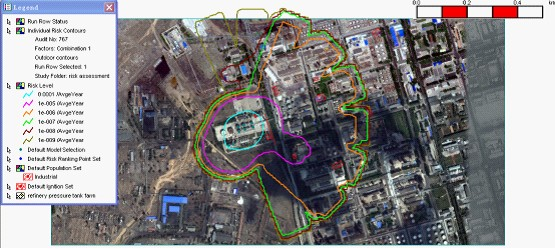 Legend
Run Row Status
Individual Risk Contours
Audit No: 767
Factors: Combination 1
Outdoor contours
Run Row Selected: 1
Study Folder: risk assessment
Risk Level
0.0001 /AvgeYear
1e-005 /AvgeYear
1e-006 /AvgeYear
1e-007 /AvgeYear
1e-008 /AvgeYear
1e-009 /AvgeYear
Default Model Selection
Default Risk Ranking Point Set
Default Population Set
Industrial
Default Ignition Set
refinery pressure tank farm
0.0 0.2 0.4 km